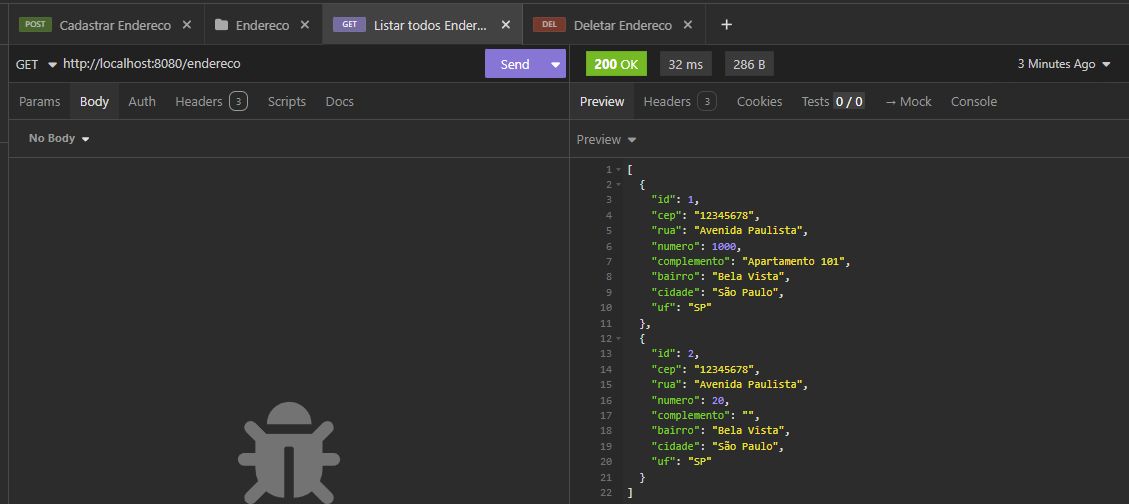 POST Cadastrar Endereco × Endereco × GET Listar todos Ender... × DEL Deletar Endereco × +
GET http://localhost:8080/endereco Send
200 OK 32 ms 286 B 3 Minutes Ago
Params Body Auth Headers 3 Scripts Docs
Preview Headers 3 Cookies Tests 0 / 0 → Mock Console
No Body
Preview
1 [
2 {
3 "id": 1,
4 "cep": "12345678",
5 "rua": "Avenida Paulista",
6 "numero": 1000,
7 "complemento": "Apartamento 101",
8 "bairro": "Bela Vista",
9 "cidade": "São Paulo",
10 "uf": "SP"
11 },
12 {
13 "id": 2,
14 "cep": "12345678",
15 "rua": "Avenida Paulista",
16 "numero": 20,
17 "complemento": "",
18 "bairro": "Bela Vista",
19 "cidade": "São Paulo",
20 "uf": "SP"
21 }
22 ]